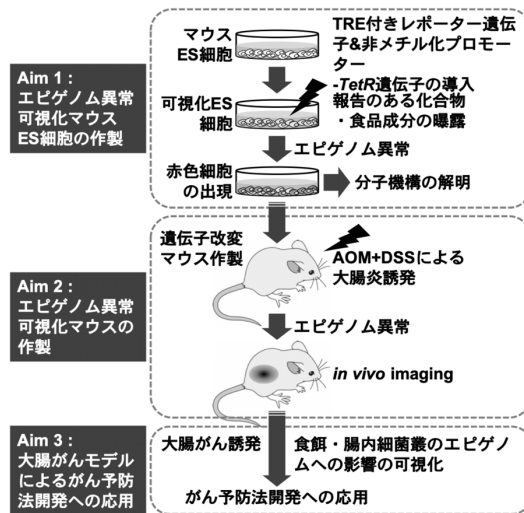 Aim 1：
エピゲノム異常
可視化マウス
ES細胞の作製
マウス
ES細胞
TRE付きレポーター遺伝
子&非メチル化プロモー
ター
-TetR遺伝子の導入
可視化ES
細胞
報告のある化合物
・食品成分の曝露
エピゲノム異常
赤色細胞
の出現
分子機構の解明
Aim 2：
エピゲノム異常
可視化マウスの
作製
遺伝子改変
マウス作製
AOM+DSSによる
大腸炎誘発
エピゲノム異常
in vivo imaging
Aim 3：
大腸がんモデル
によるがん予防
法開発への応用
大腸がん誘発
食餌・腸内細菌叢のエピゲノ
ムへの影響の可視化
がん予防法開発への応用